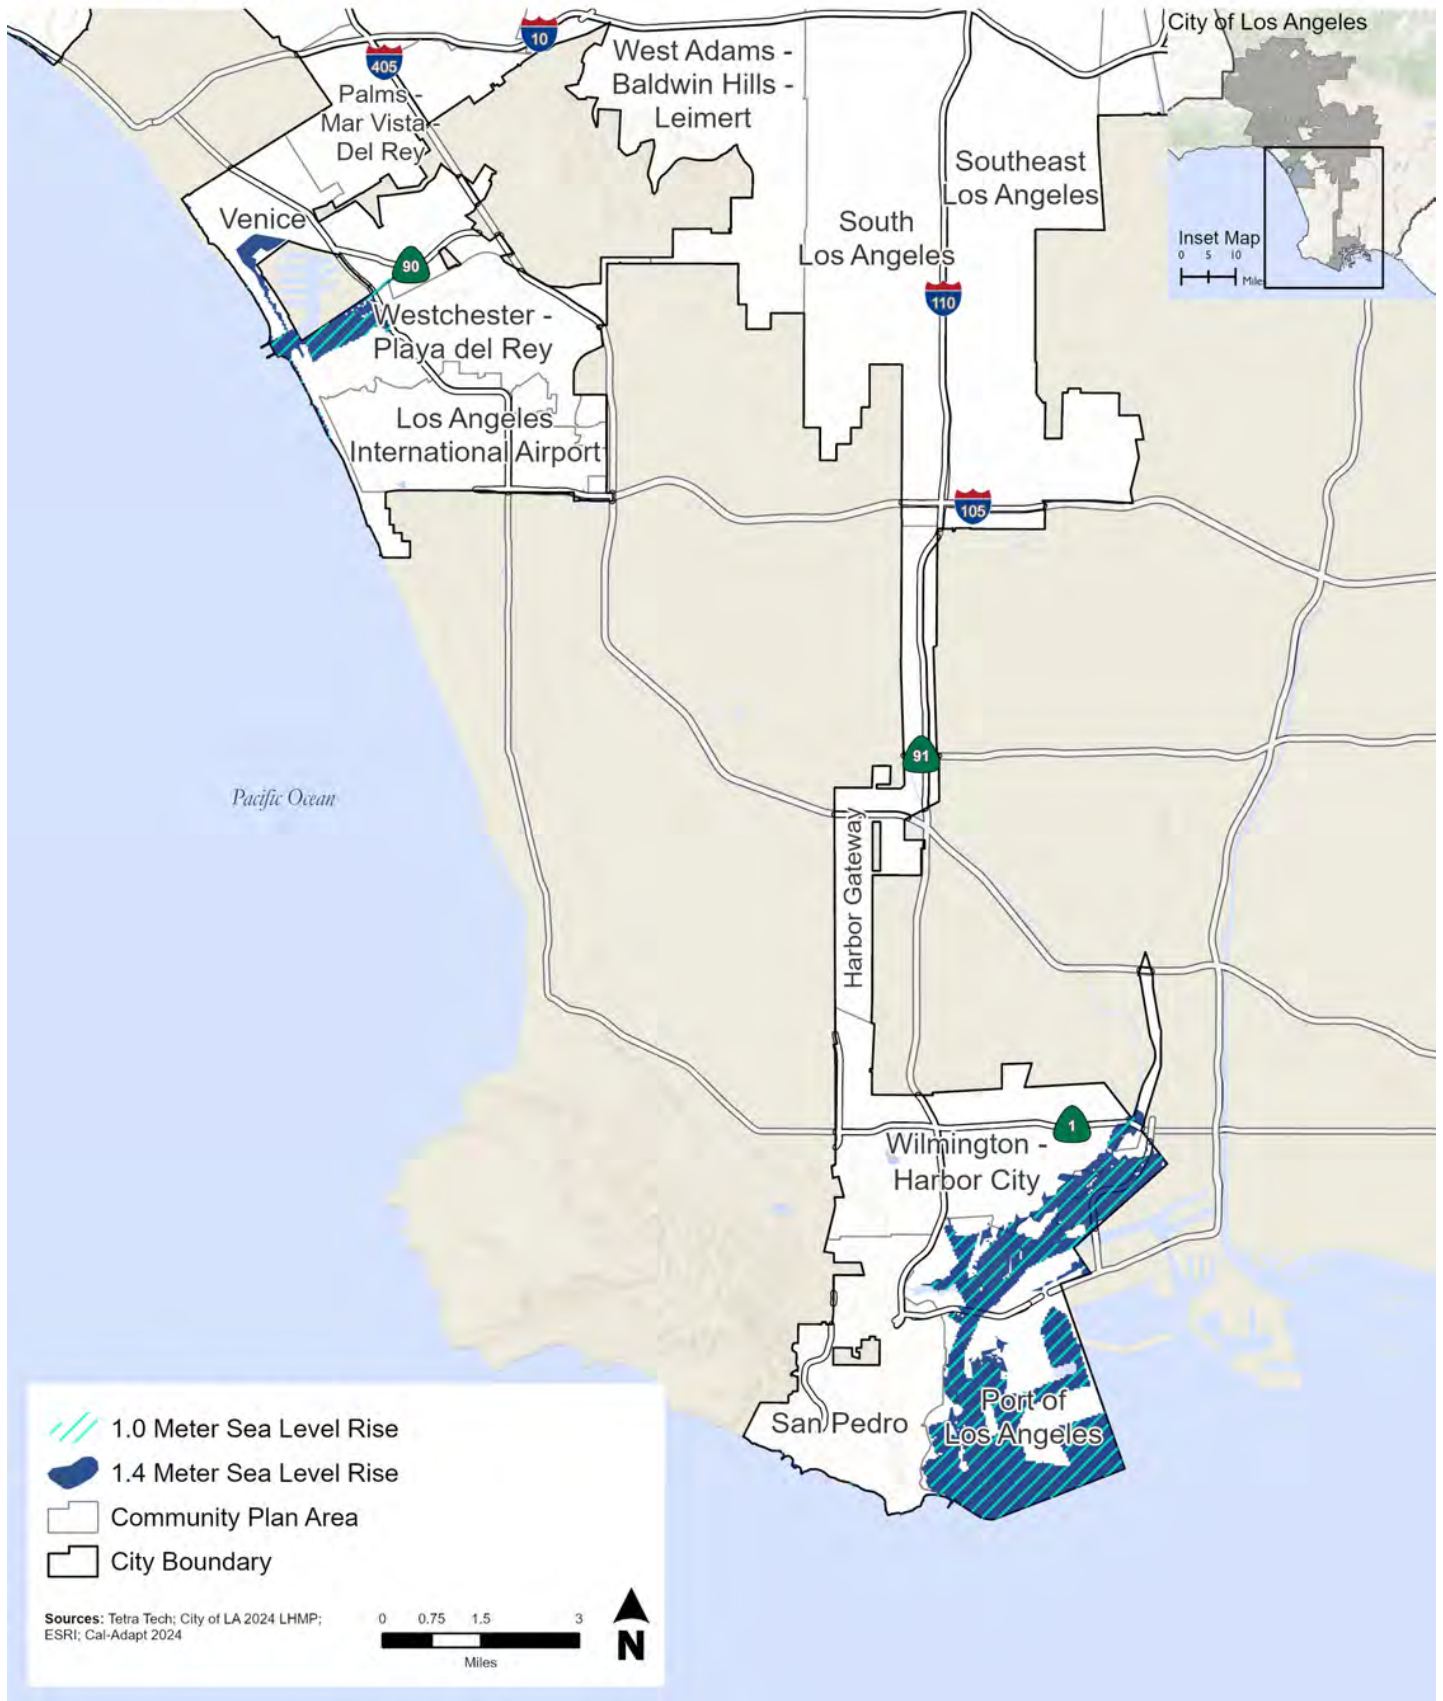 City of Los Angeles
10
405
West Adams -
Baldwin Hills -
Leimert
Palms -
Mar Vista -
Del Rey
Southeast
Los Angeles
Venice
South
Los Angeles
Inset Map
0 5 10
Miles
90
110
Westchester -
Playa del Rey
Los Angeles
International Airport
105
91
Pacific Ocean
Harbor Gateway
1
Wilmington -
Harbor City
Port of
Los Angeles
San Pedro
1.0 Meter Sea Level Rise
1.4 Meter Sea Level Rise
Community Plan Area
City Boundary
Sources: Tetra Tech; City of LA 2024 LHMP;
ESRI; Cal-Adapt 2024
0 0.75 1.5 3
Miles
N